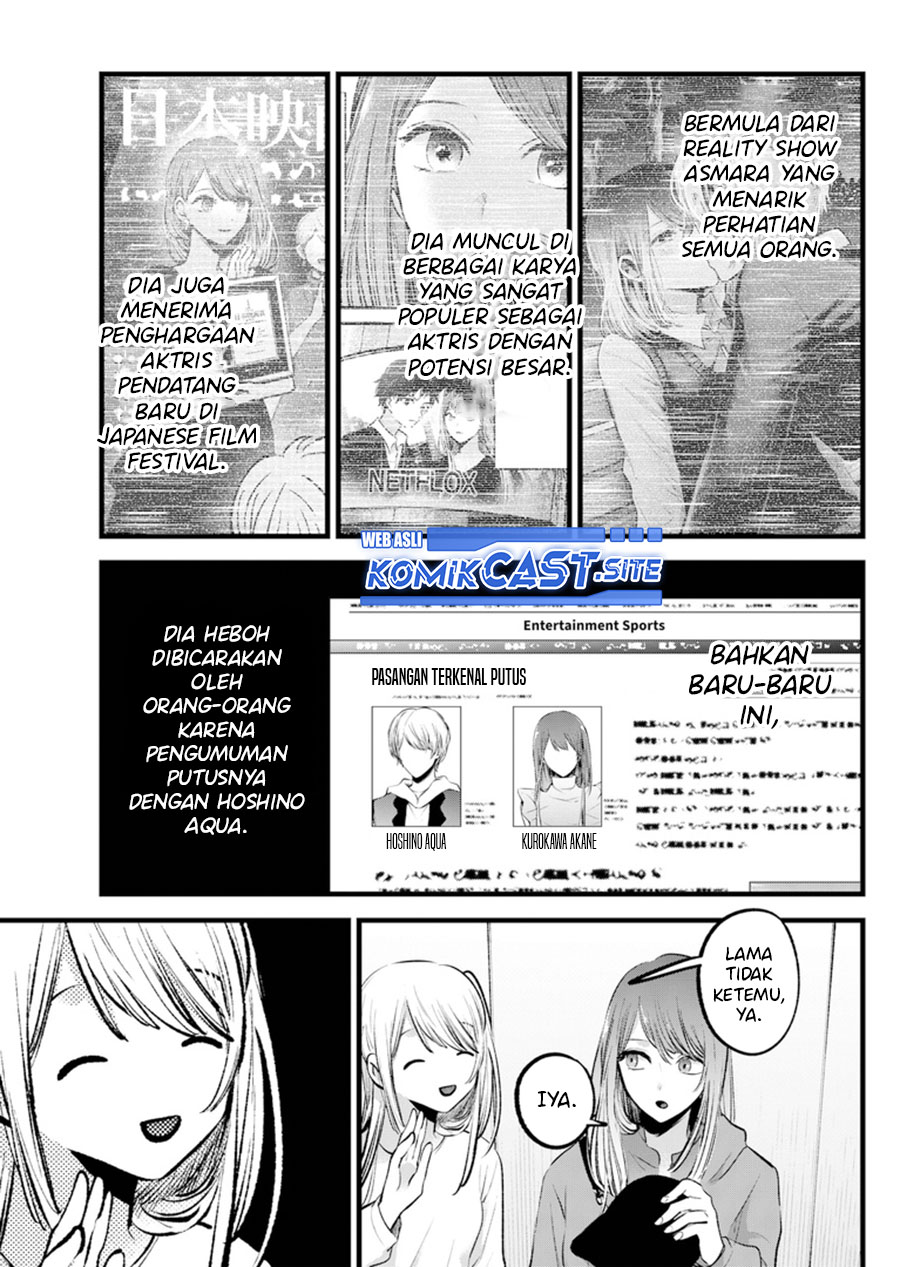 BERMULA DARI
REALITY SHOW
ASMARA YANG
MENARIK
PERHATIAN
SEMUA ORANG.
DIA MUNCUL DI
BERBAGAI KARYA
YANG SANGAT
POPULER SEBAGAI
AKTRIS DENGAN
POTENSI BESAR.
NETFLOX
日本映画
DIA JUGA
MENERIMA
PENGHARGAAN
AKTRIS
PENDATANG
BARU DI
JAPANESE FILM
FESTIVAL.
WEB ASLI
KOMIKCAST.SITE
BAHKAN
BARU-BARU
INI,
Entertainment Sports
PASANGAN TERKENAL PUTUS
HOSHINO AQUA
KUROKAWA AKANE
DIA HEBOH
DIBICARAKAN
OLEH
ORANG-ORANG
KARENA
PENGUMUMAN
PUTUSNYA
DENGAN HOSHINO
AQUA.
LAMA
TIDAK
KETEMU,
YA.
IYA.